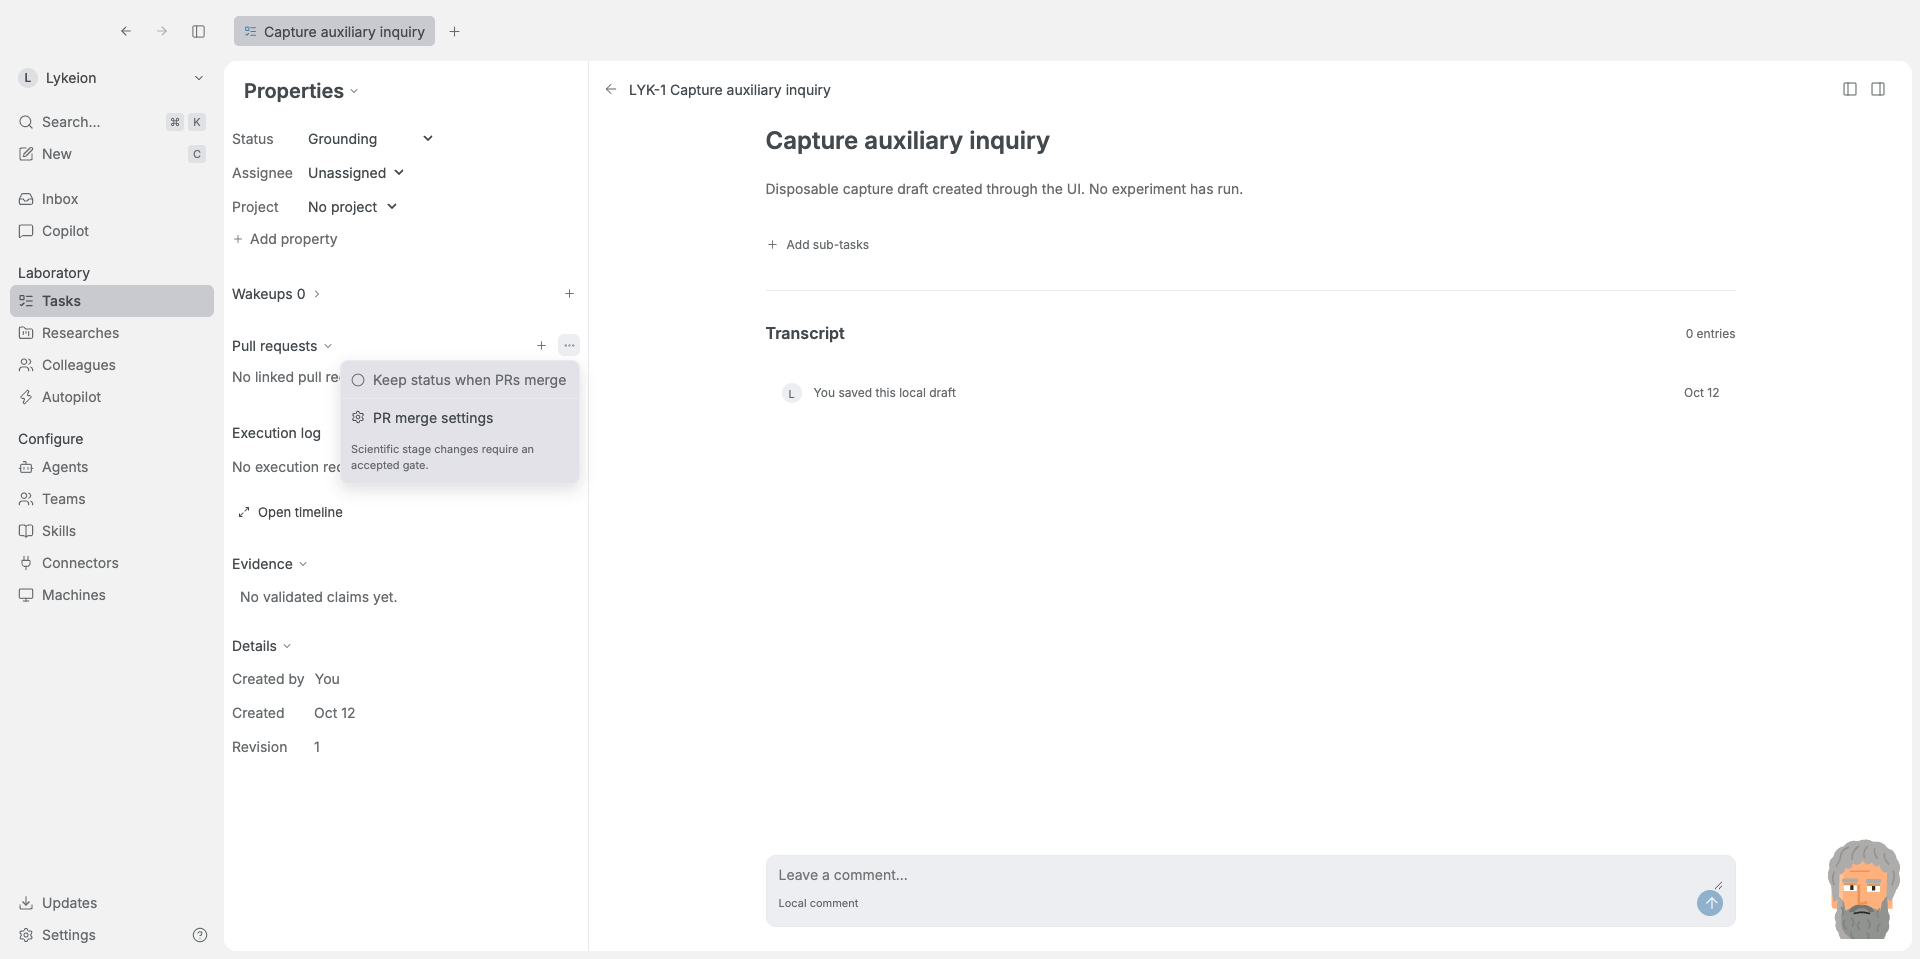 Capture auxiliary inquiry
L Lykeion
Search... ⌘ K
New C
Inbox
Copilot
Laboratory
Tasks
Researches
Colleagues
Autopilot
Configure
Agents
Teams
Skills
Connectors
Machines
Updates
Settings
Properties
Status Grounding
Assignee Unassigned
Project No project
Add property
Wakeups 0
Pull requests
No linked pull re
Keep status when PRs merge
PR merge settings
Scientific stage changes require an
accepted gate.
Execution log
No execution rec
Open timeline
Evidence
No validated claims yet.
Details
Created by You
Created Oct 12
Revision 1
LYK-1 Capture auxiliary inquiry
Capture auxiliary inquiry
Disposable capture draft created through the UI. No experiment has run.
Add sub-tasks
Transcript 0 entries
L You saved this local draft Oct 12
Leave a comment...
Local comment